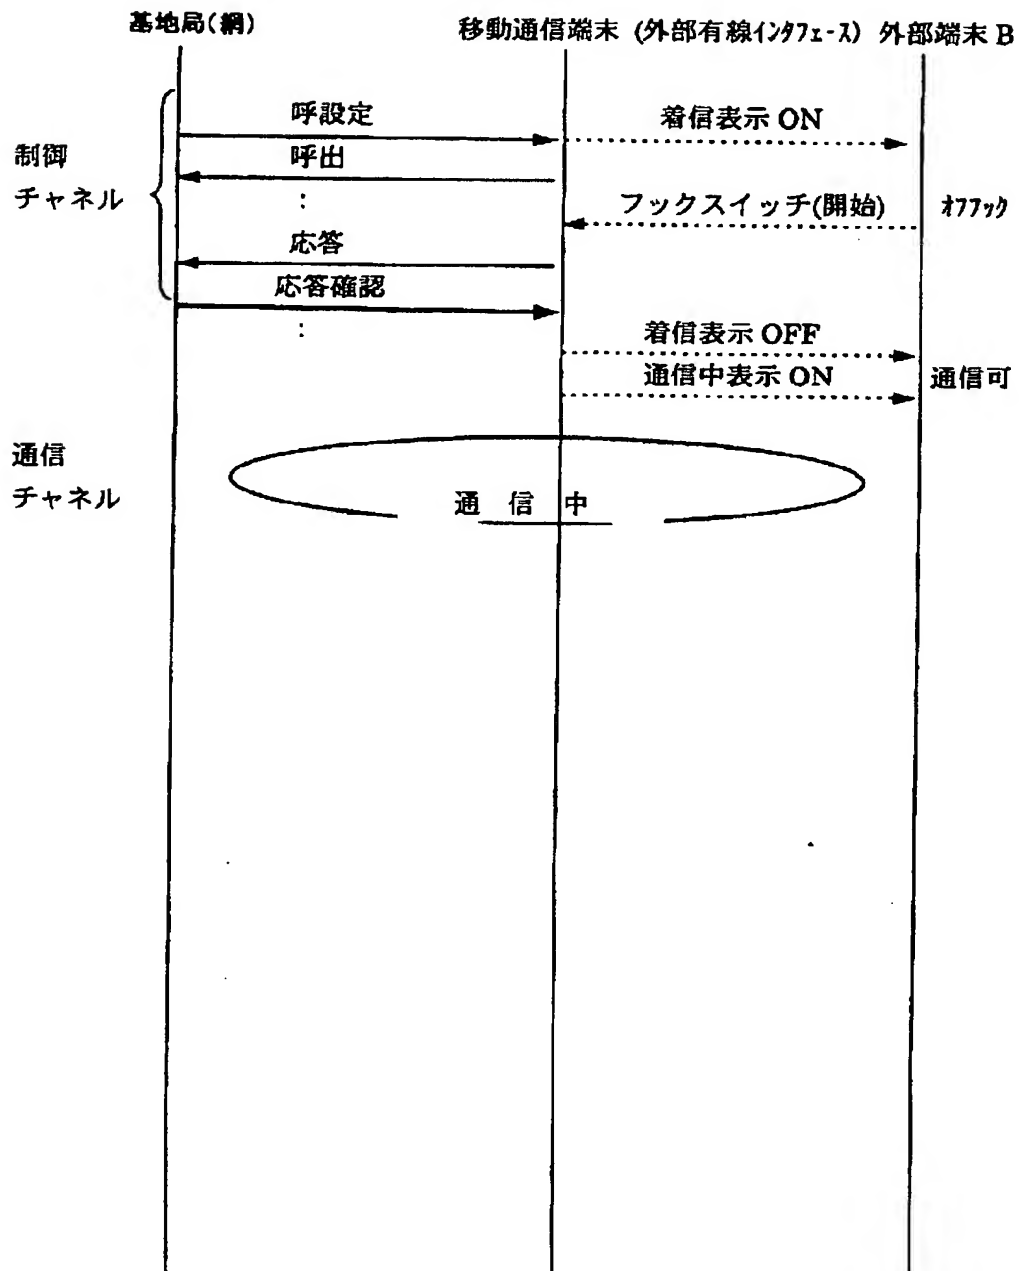 基地局(網)
移動通信端末 (外部有線ｲﾝﾀﾌｪｰｽ) 外部端末 B
呼設定
着信表示 ON
制御
チャネル
呼出
:
フックスイッチ(開始)
ｵﾌﾌｯｸ
応答
応答確認
:
着信表示 OFF
通信中表示 ON
通信可
通信
チャネル
通 信 中